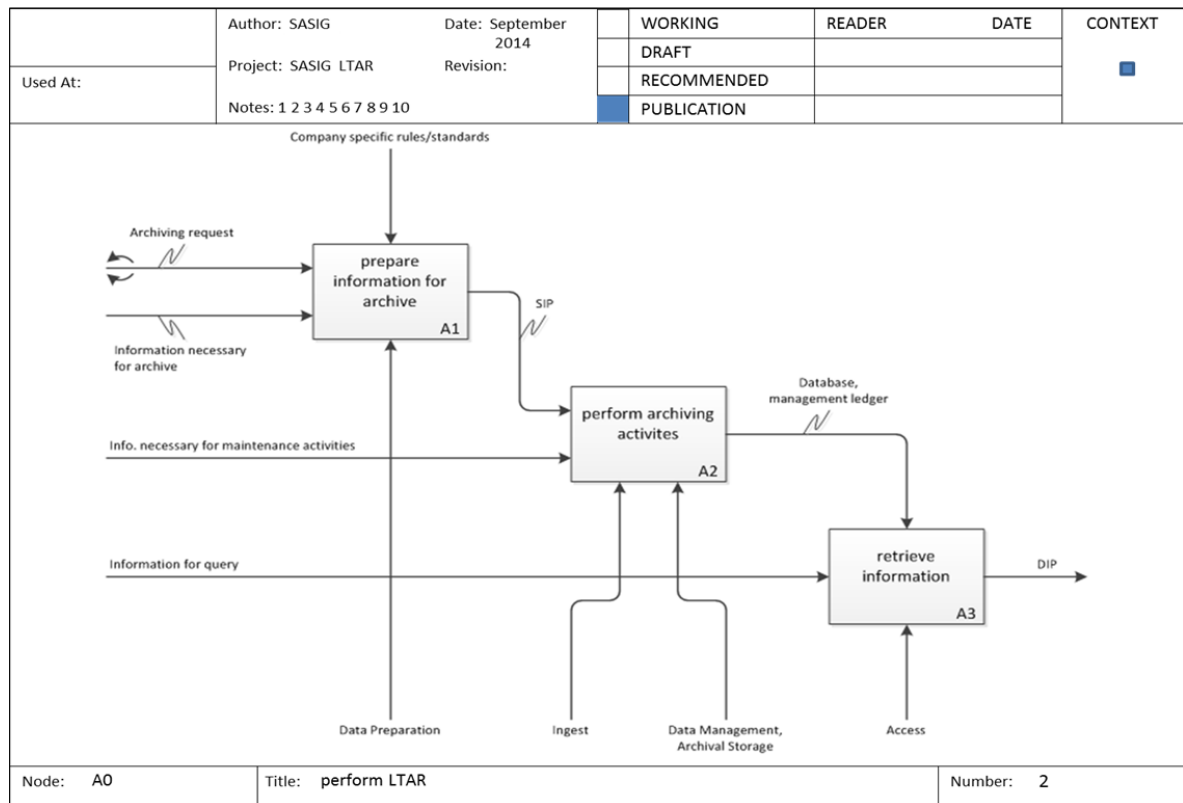 Used At:
Author: SASIG
Date: September
2014
Project: SASIG LTAR
Revision:
Notes: 1 2 3 4 5 6 7 8 9 10
WORKING
DRAFT
RECOMMENDED
PUBLICATION
READER
DATE
CONTEXT
Company specific rules/standards
Archiving request
prepare
information for
archive
A1
Information necessary
for archive
SIP
Database,
management ledger
perform archiving
activites
A2
Info. necessary for maintenance activities
Information for query
retrieve
information
A3
DIP
Data Preparation
Ingest
Data Management,
Archival Storage
Access
Node: A0
Title: perform LTAR
Number: 2